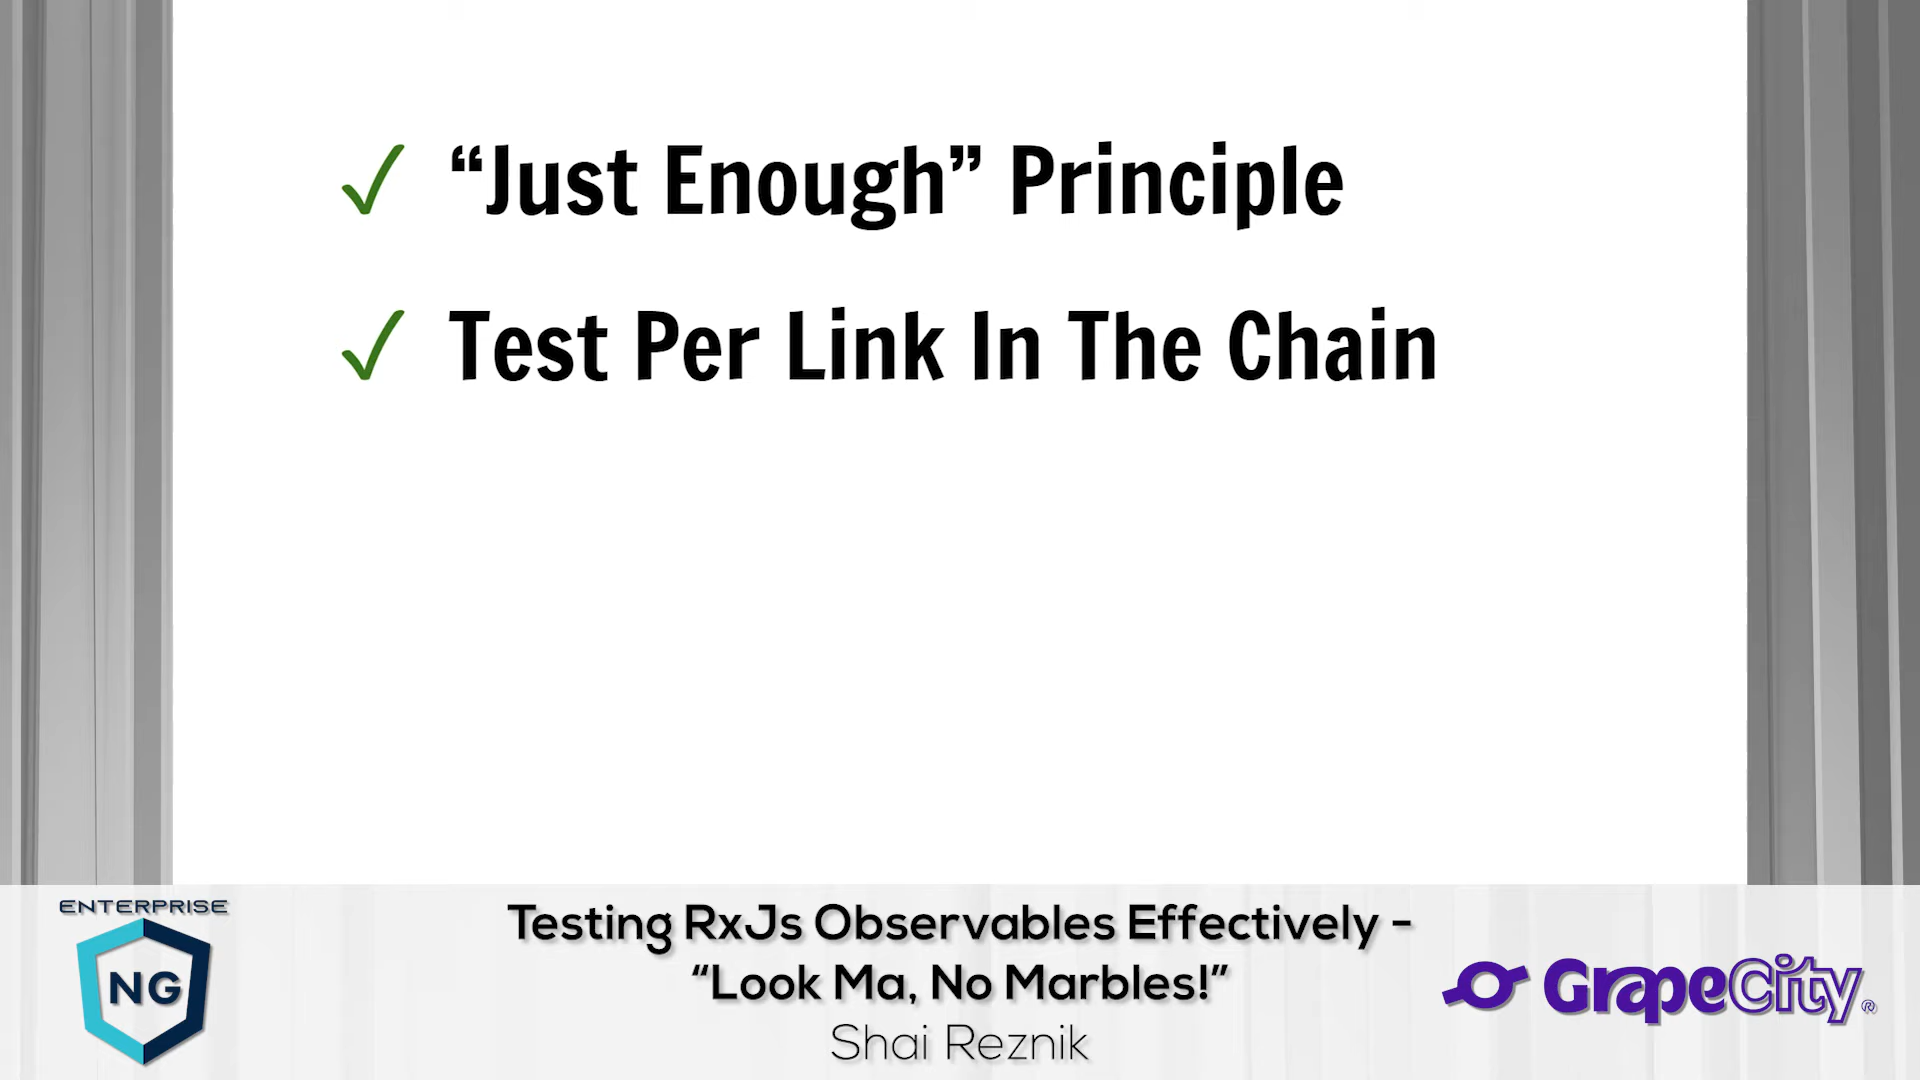 ✓ “Just Enough” Principle
✓ Test Per Link In The Chain
ENTERPRISE
NG
Testing RxJs Observables Effectively -
“Look Ma, No Marbles!”
Shai Reznik
GrapeCity®